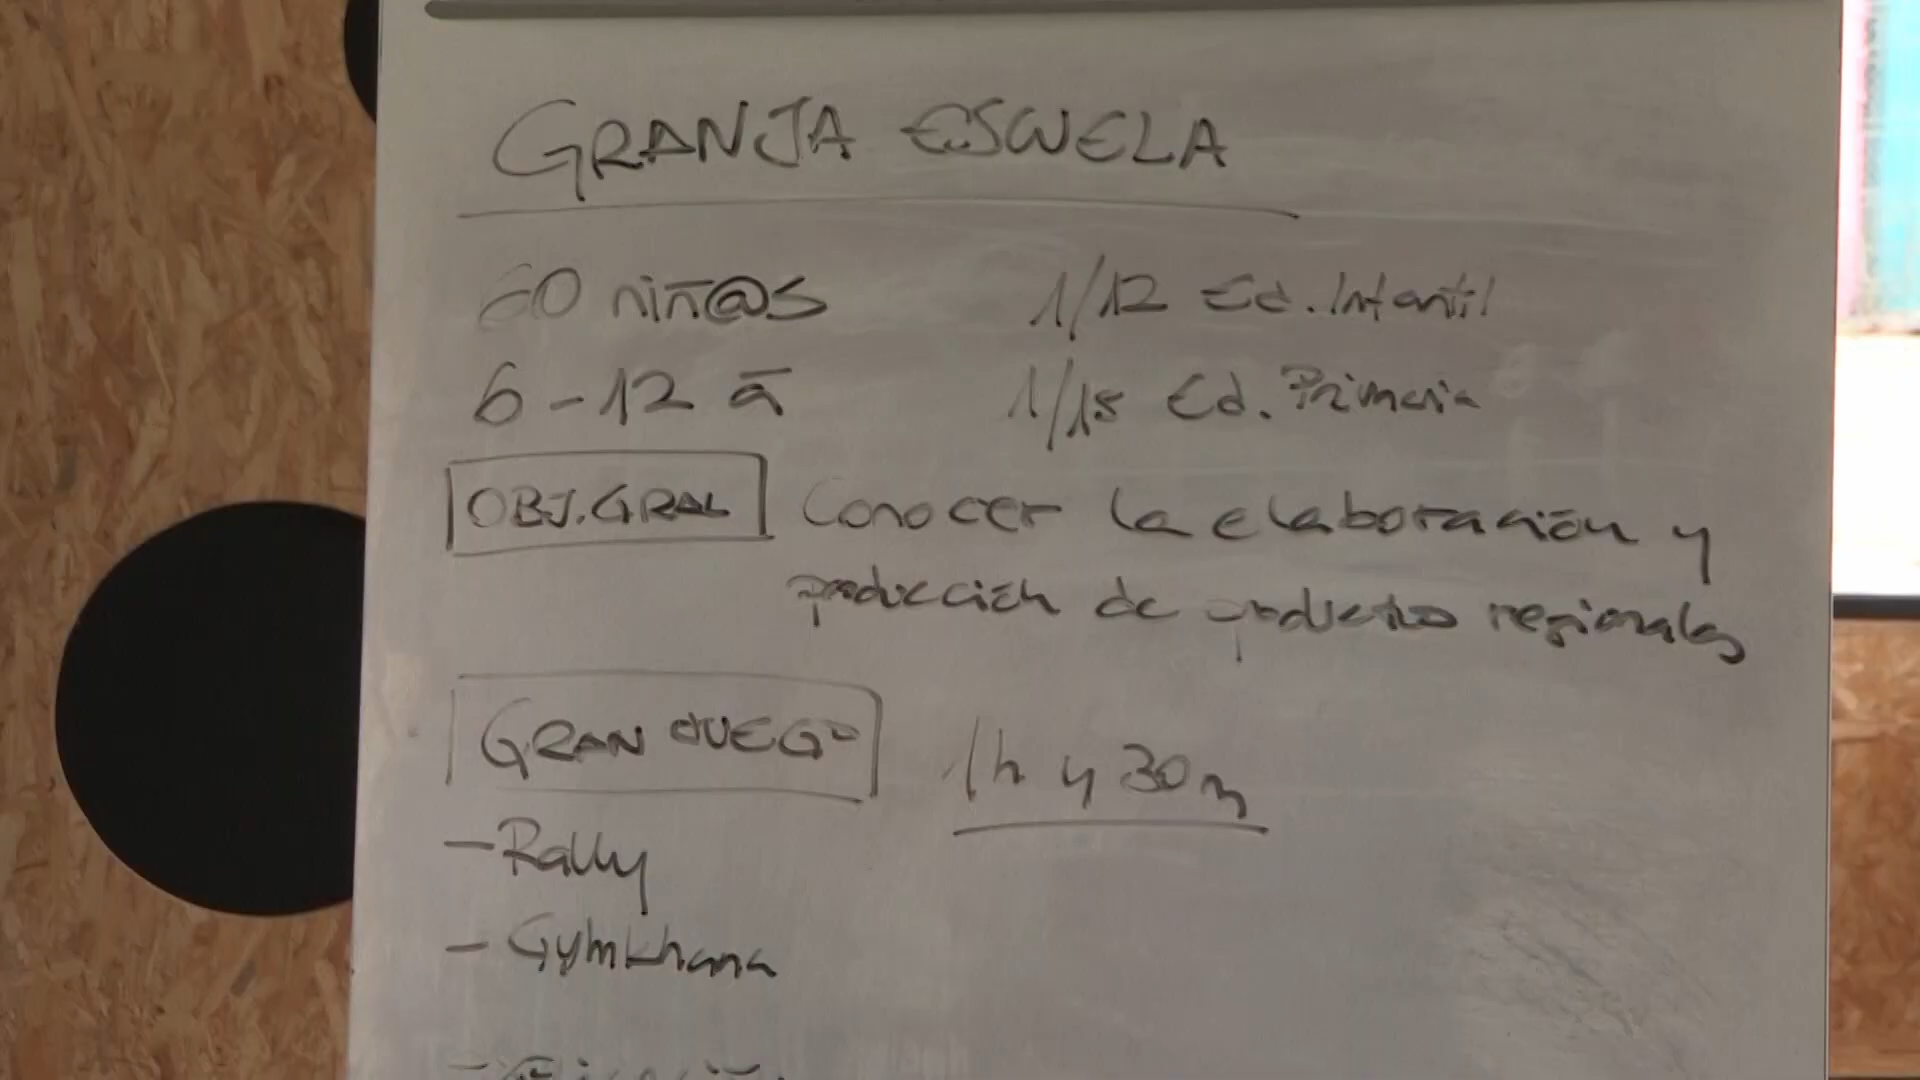 GRANJA ESCUELA
60 niñ@s 1/12 Ed. Infantil
6-12 a 1/15 Ed. Primaria
OBJ. GRAL Conocer la elaboración y
producción de productos regionales
GRAN JUEGO 1h y 30m
- Rally
- Gymkhana